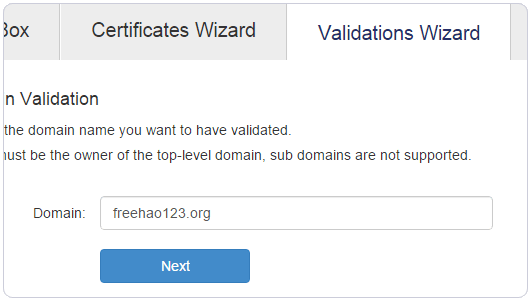 Box Certificates Wizard Validations Wizard
n Validation
the domain name you want to have validated.
must be the owner of the top-level domain, sub domains are not supported.
Domain: freehao123.org
Next